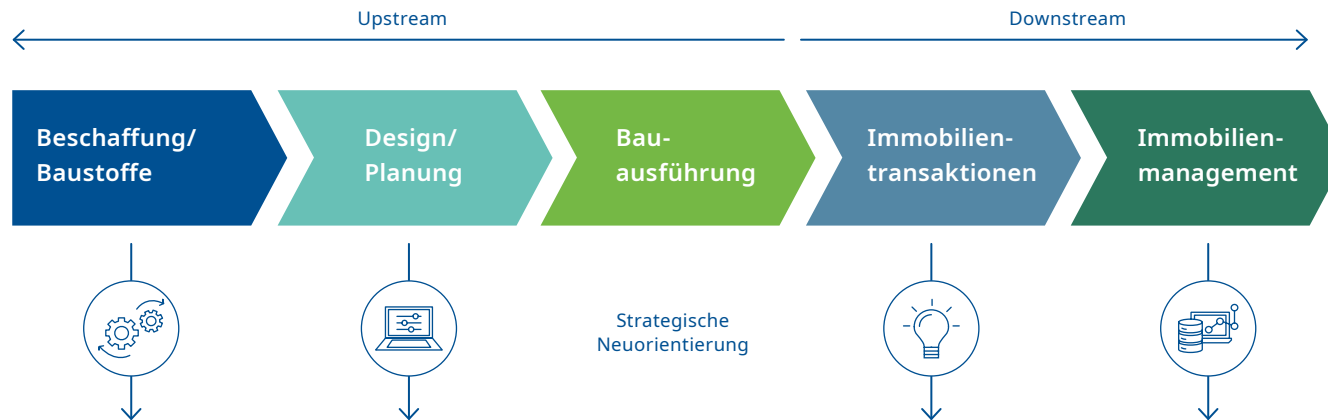 Upstream
Downstream
Beschaffung/
Baustoffe
Design/
Planung
Bau-
ausführung
Immobilien-
transaktionen
Immobilien-
management
Strategische
Neuorientierung